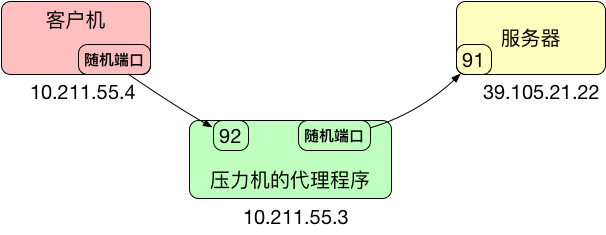 客户机
随机端口
10.211.55.4
服务器
91
39.105.21.22
92
随机端口
压力机的代理程序
10.211.55.3